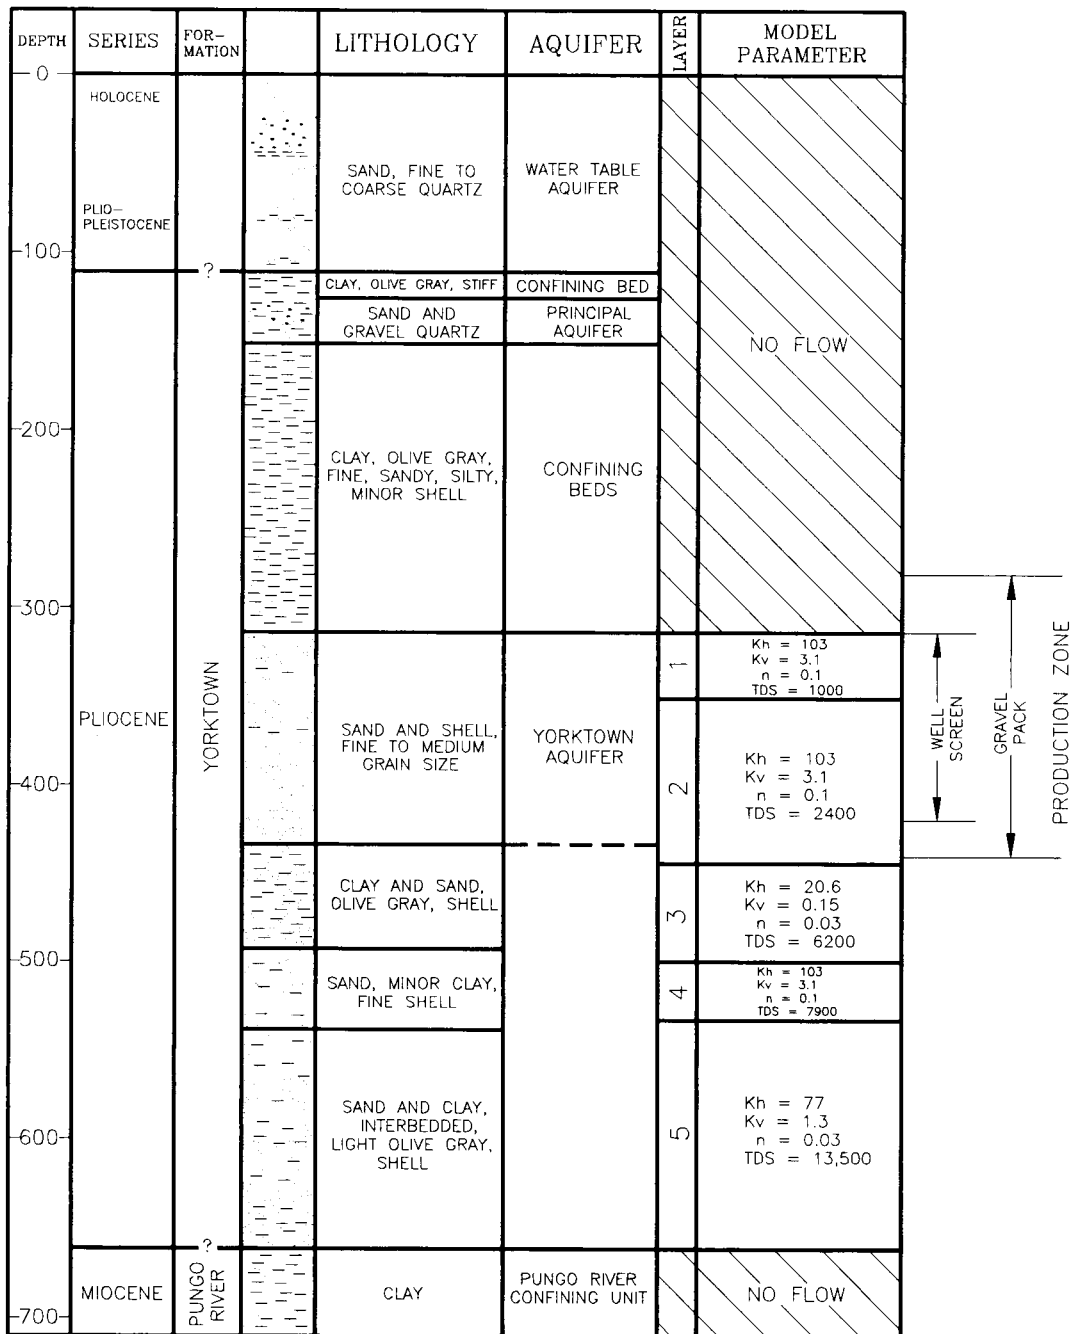 DEPTH
SERIES
FOR-
MATION
LITHOLOGY
AQUIFER
LAYER
MODEL
PARAMETER
0
100
200
300
400
500
600
700
HOLOCENE
PLIO-
PLEISTOCENE
PLIOCENE
MIOCENE
?
YORKTOWN
?
PUNGO
RIVER
SAND, FINE TO
COARSE QUARTZ
WATER TABLE
AQUIFER
CLAY, OLIVE GRAY, STIFF
CONFINING BED
SAND AND
GRAVEL QUARTZ
PRINCIPAL
AQUIFER
CLAY, OLIVE GRAY,
FINE, SANDY, SILTY,
MINOR SHELL
CONFINING
BEDS
NO FLOW
SAND AND SHELL,
FINE TO MEDIUM
GRAIN SIZE
YORKTOWN
AQUIFER
CLAY AND SAND,
OLIVE GRAY, SHELL
SAND, MINOR CLAY,
FINE SHELL
SAND AND CLAY,
INTERBEDDED,
LIGHT OLIVE GRAY,
SHELL
CLAY
PUNGO RIVER
CONFINING UNIT
1
Kh = 103
Kv = 3.1
n = 0.1
TDS = 1000
2
Kh = 103
Kv = 3.1
n = 0.1
TDS = 2400
3
Kh = 20.6
Kv = 0.15
n = 0.03
TDS = 6200
4
Kh = 103
Kv = 3.1
n = 0.1
TDS = 7900
5
Kh = 77
Kv = 1.3
n = 0.03
TDS = 13,500
NO FLOW
WELL
SCREEN
GRAVEL
PACK
PRODUCTION ZONE